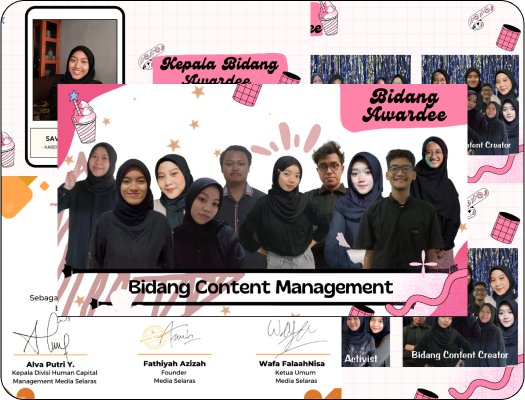 Kepala Bidang
Awardee
Bidang
Awardee
SAV
Content Creator
Bidang Content Management
Sebaga
Activist
Bidang Content Creator
Alva Putri Y.
Kepala Divisi Human Capital
Management Media Selaras
Fathiyah Azizah
Founder
Media Selaras
Wafa FalaahNisa
Ketua Umum
Media Selaras